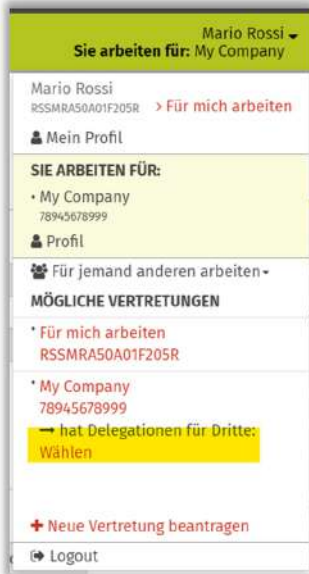 Mario Rossi
Sie arbeiten für: My Company
Mario Rossi
RSSMRA50A01F205R > Für mich arbeiten
Mein Profil
SIE ARBEITEN FÜR:
• My Company
78945678999
Profil
Für jemand anderen arbeiten
MÖGLICHE VERTRETUNGEN
• Für mich arbeiten
RSSMRA50A01F205R
• My Company
78945678999
→ hat Delegationen für Dritte:
Wählen
+ Neue Vertretung beantragen
Logout